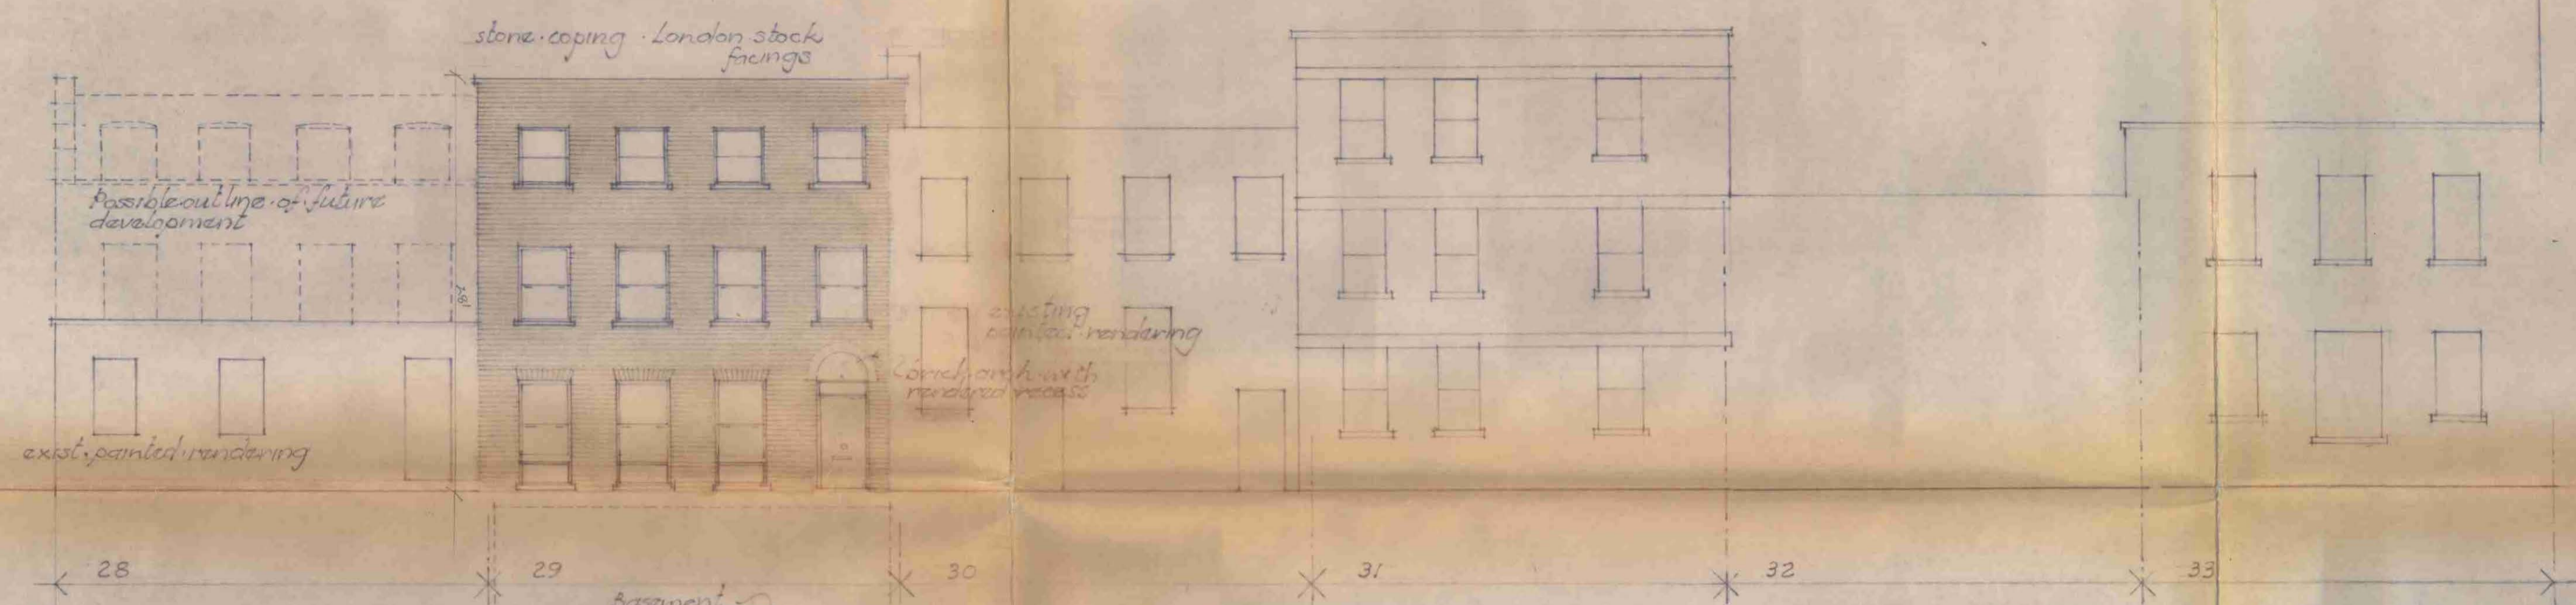 stone·coping · London·stock
facings
Possible·outline·of·future
development
existing
painted·rendering
brick·arch·with
rendered·recess
exist·painted·rendering
28
29
30
31
32
33
Basement